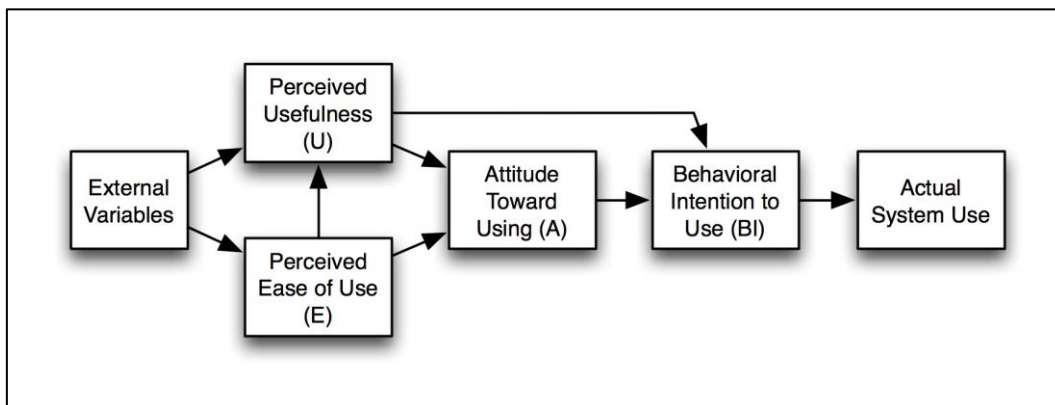 External
Variables
Perceived
Usefulness
(U)
Perceived
Ease of Use
(E)
Attitude
Toward
Using (A)
Behavioral
Intention to
Use (BI)
Actual
System Use